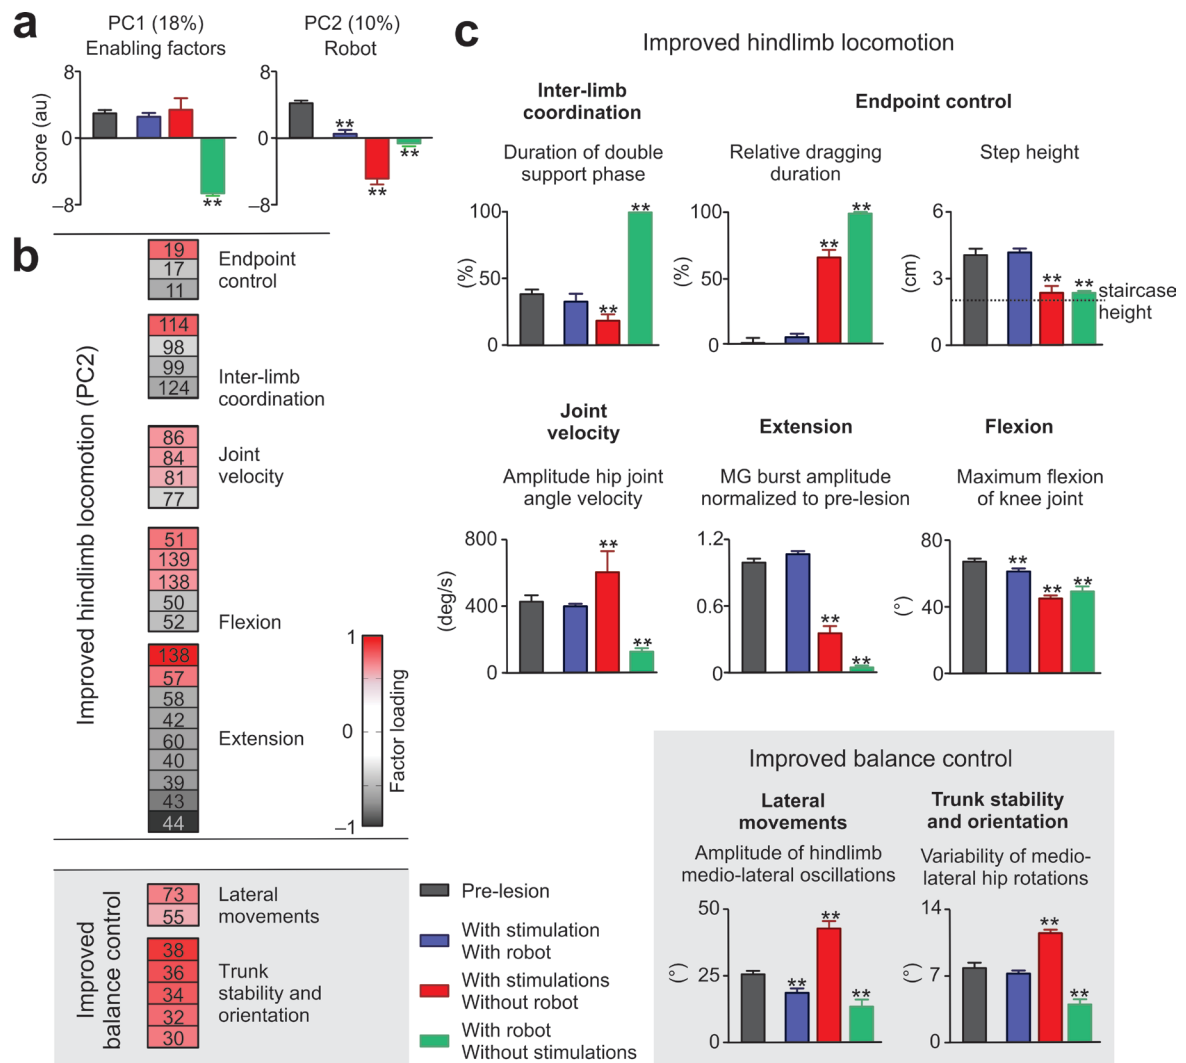 a
PC1 (18%)
Enabling factors
PC2 (10%)
Robot
Score (au)
8
0
–8
**
8
0
–8
**
**
**
b
Improved hindlimb locomotion (PC2)
19
17
11
Endpoint
control
114
98
99
124
Inter-limb
coordination
86
84
81
77
Joint
velocity
51
139
138
50
52
Flexion
138
57
58
42
60
40
39
43
44
Extension
1
0
–1
Factor loading
Improved
balance control
73
55
Lateral
movements
38
36
34
32
30
Trunk
stability and
orientation
c
Improved hindlimb locomotion
Inter-limb
coordination
Endpoint control
Duration of double
support phase
(%)
100
50
0
**
**
Relative dragging
duration
(%)
100
50
0
**
**
Step height
(cm)
6
3
0
**
**
staircase
height
Joint
velocity
Amplitude hip joint
angle velocity
(deg/s)
800
400
0
**
**
Extension
MG burst amplitude
normalized to pre-lesion
1.2
0.6
0
**
**
Flexion
Maximum flexion
of knee joint
(°)
80
40
0
**
**
**
Improved balance control
Lateral
movements
Amplitude of hindlimb
medio-lateral oscillations
(°)
50
25
0
**
**
**
Trunk stability
and orientation
Variability of medio-
lateral hip rotations
(°)
14
7
0
**
**
Pre-lesion
With stimulation
With robot
With stimulations
Without robot
With robot
Without stimulations